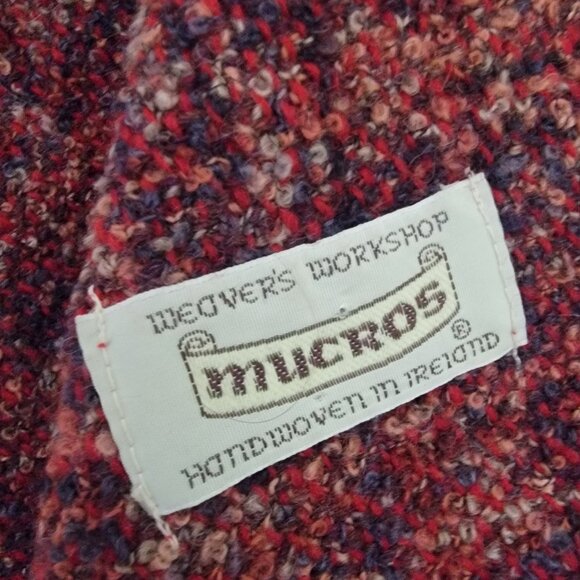 WEAVER'S WORKSHOP
mucros
®
HANDWOVEN IN IRELAND